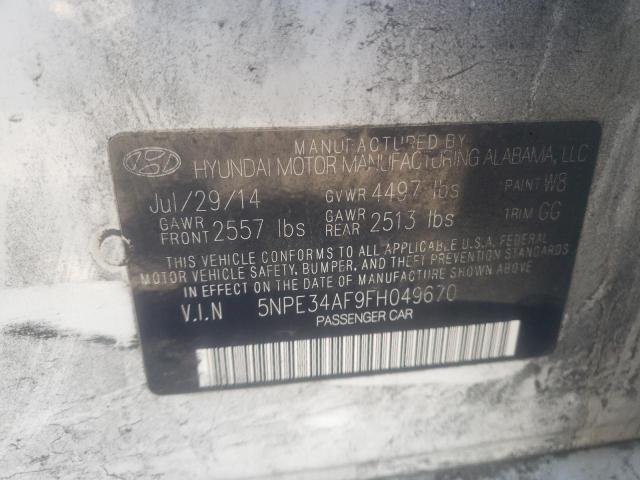 MANUFACTURED BY
HYUNDAI MOTOR MANUFACTURING ALABAMA, LLC
Jul/29/14 GVWR 4497 lbs PAINT W8
GAWR FRONT 2557 lbs GAWR REAR 2513 lbs TRIM GG
THIS VEHICLE CONFORMS TO ALL APPLICABLE U.S.A. FEDERAL
MOTOR VEHICLE SAFETY, BUMPER, AND THEFT PREVENTION STANDARDS
IN EFFECT ON THE DATE OF MANUFACTURE SHOWN ABOVE
V.I.N 5NPE34AF9FH049670
PASSENGER CAR